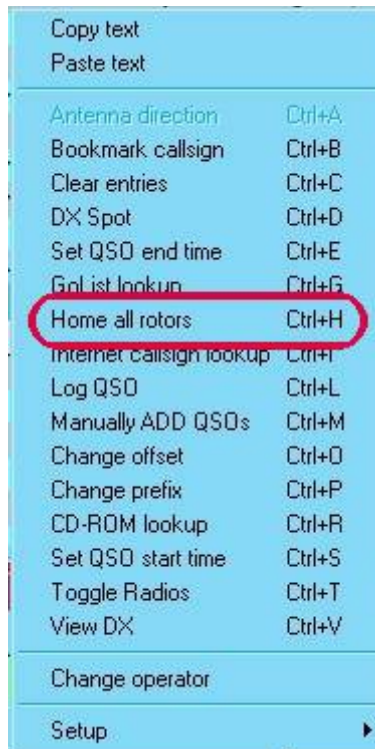 Copy text
Paste text
Antenna direction Ctrl+A
Bookmark callsign Ctrl+B
Clear entries Ctrl+C
DX Spot Ctrl+D
Set QSO end time Ctrl+E
GoList lookup Ctrl+G
Home all rotors Ctrl+H
Internet callsign lookup Ctrl+I
Log QSO Ctrl+L
Manually ADD QSOs Ctrl+M
Change offset Ctrl+O
Change prefix Ctrl+P
CD-ROM lookup Ctrl+R
Set QSO start time Ctrl+S
Toggle Radios Ctrl+T
View DX Ctrl+V
Change operator
Setup